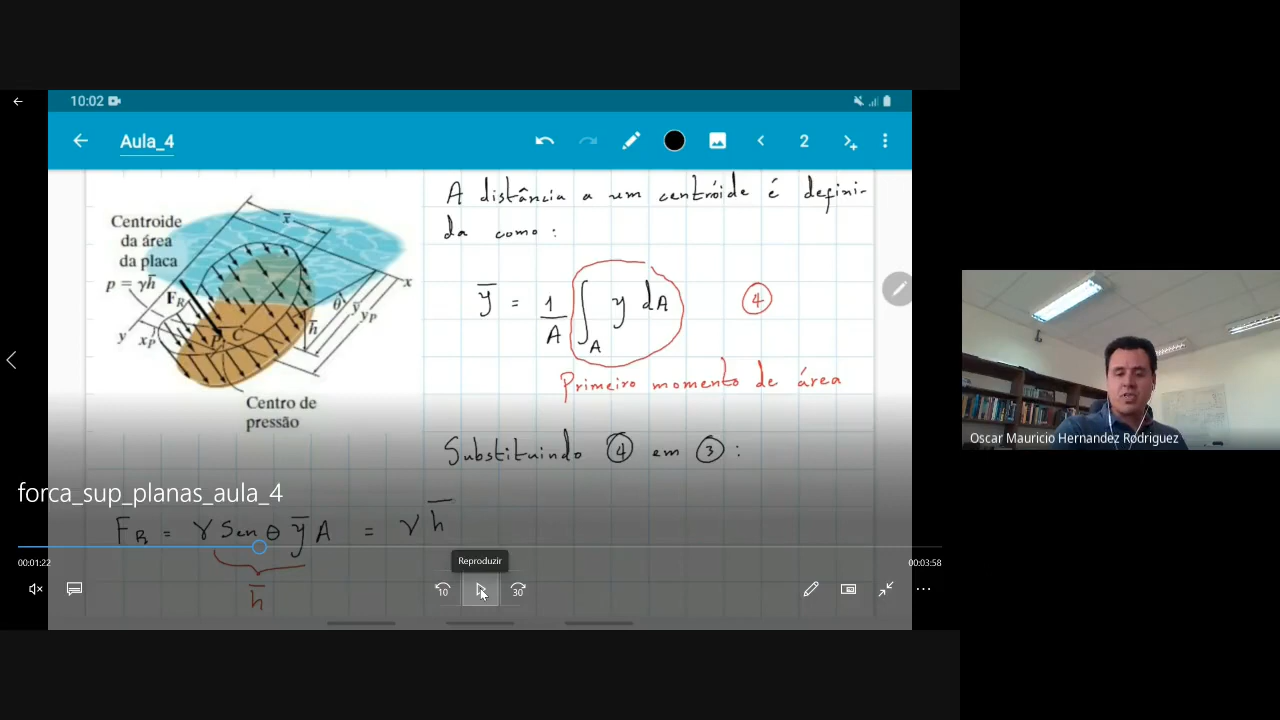 10:02
Aula_4
2
Centroide
da área
da placa
p = γh̅
F_R
x̅
x
θ
y̅
y_P
h̅
y
x_P
P
C
Centro de
pressão
A distância a um centróide é defini-
da como:
y̅ = 1/A ∫_A y dA ④
Primeiro momento de área
Substituindo ④ em ③ :
forca_sup_planas_aula_4
F_R = γ Sen θ y̅ A = γ h̅
h̅
Reproduzir
00:01:22
00:03:58
10
30
Oscar Mauricio Hernandez Rodriguez